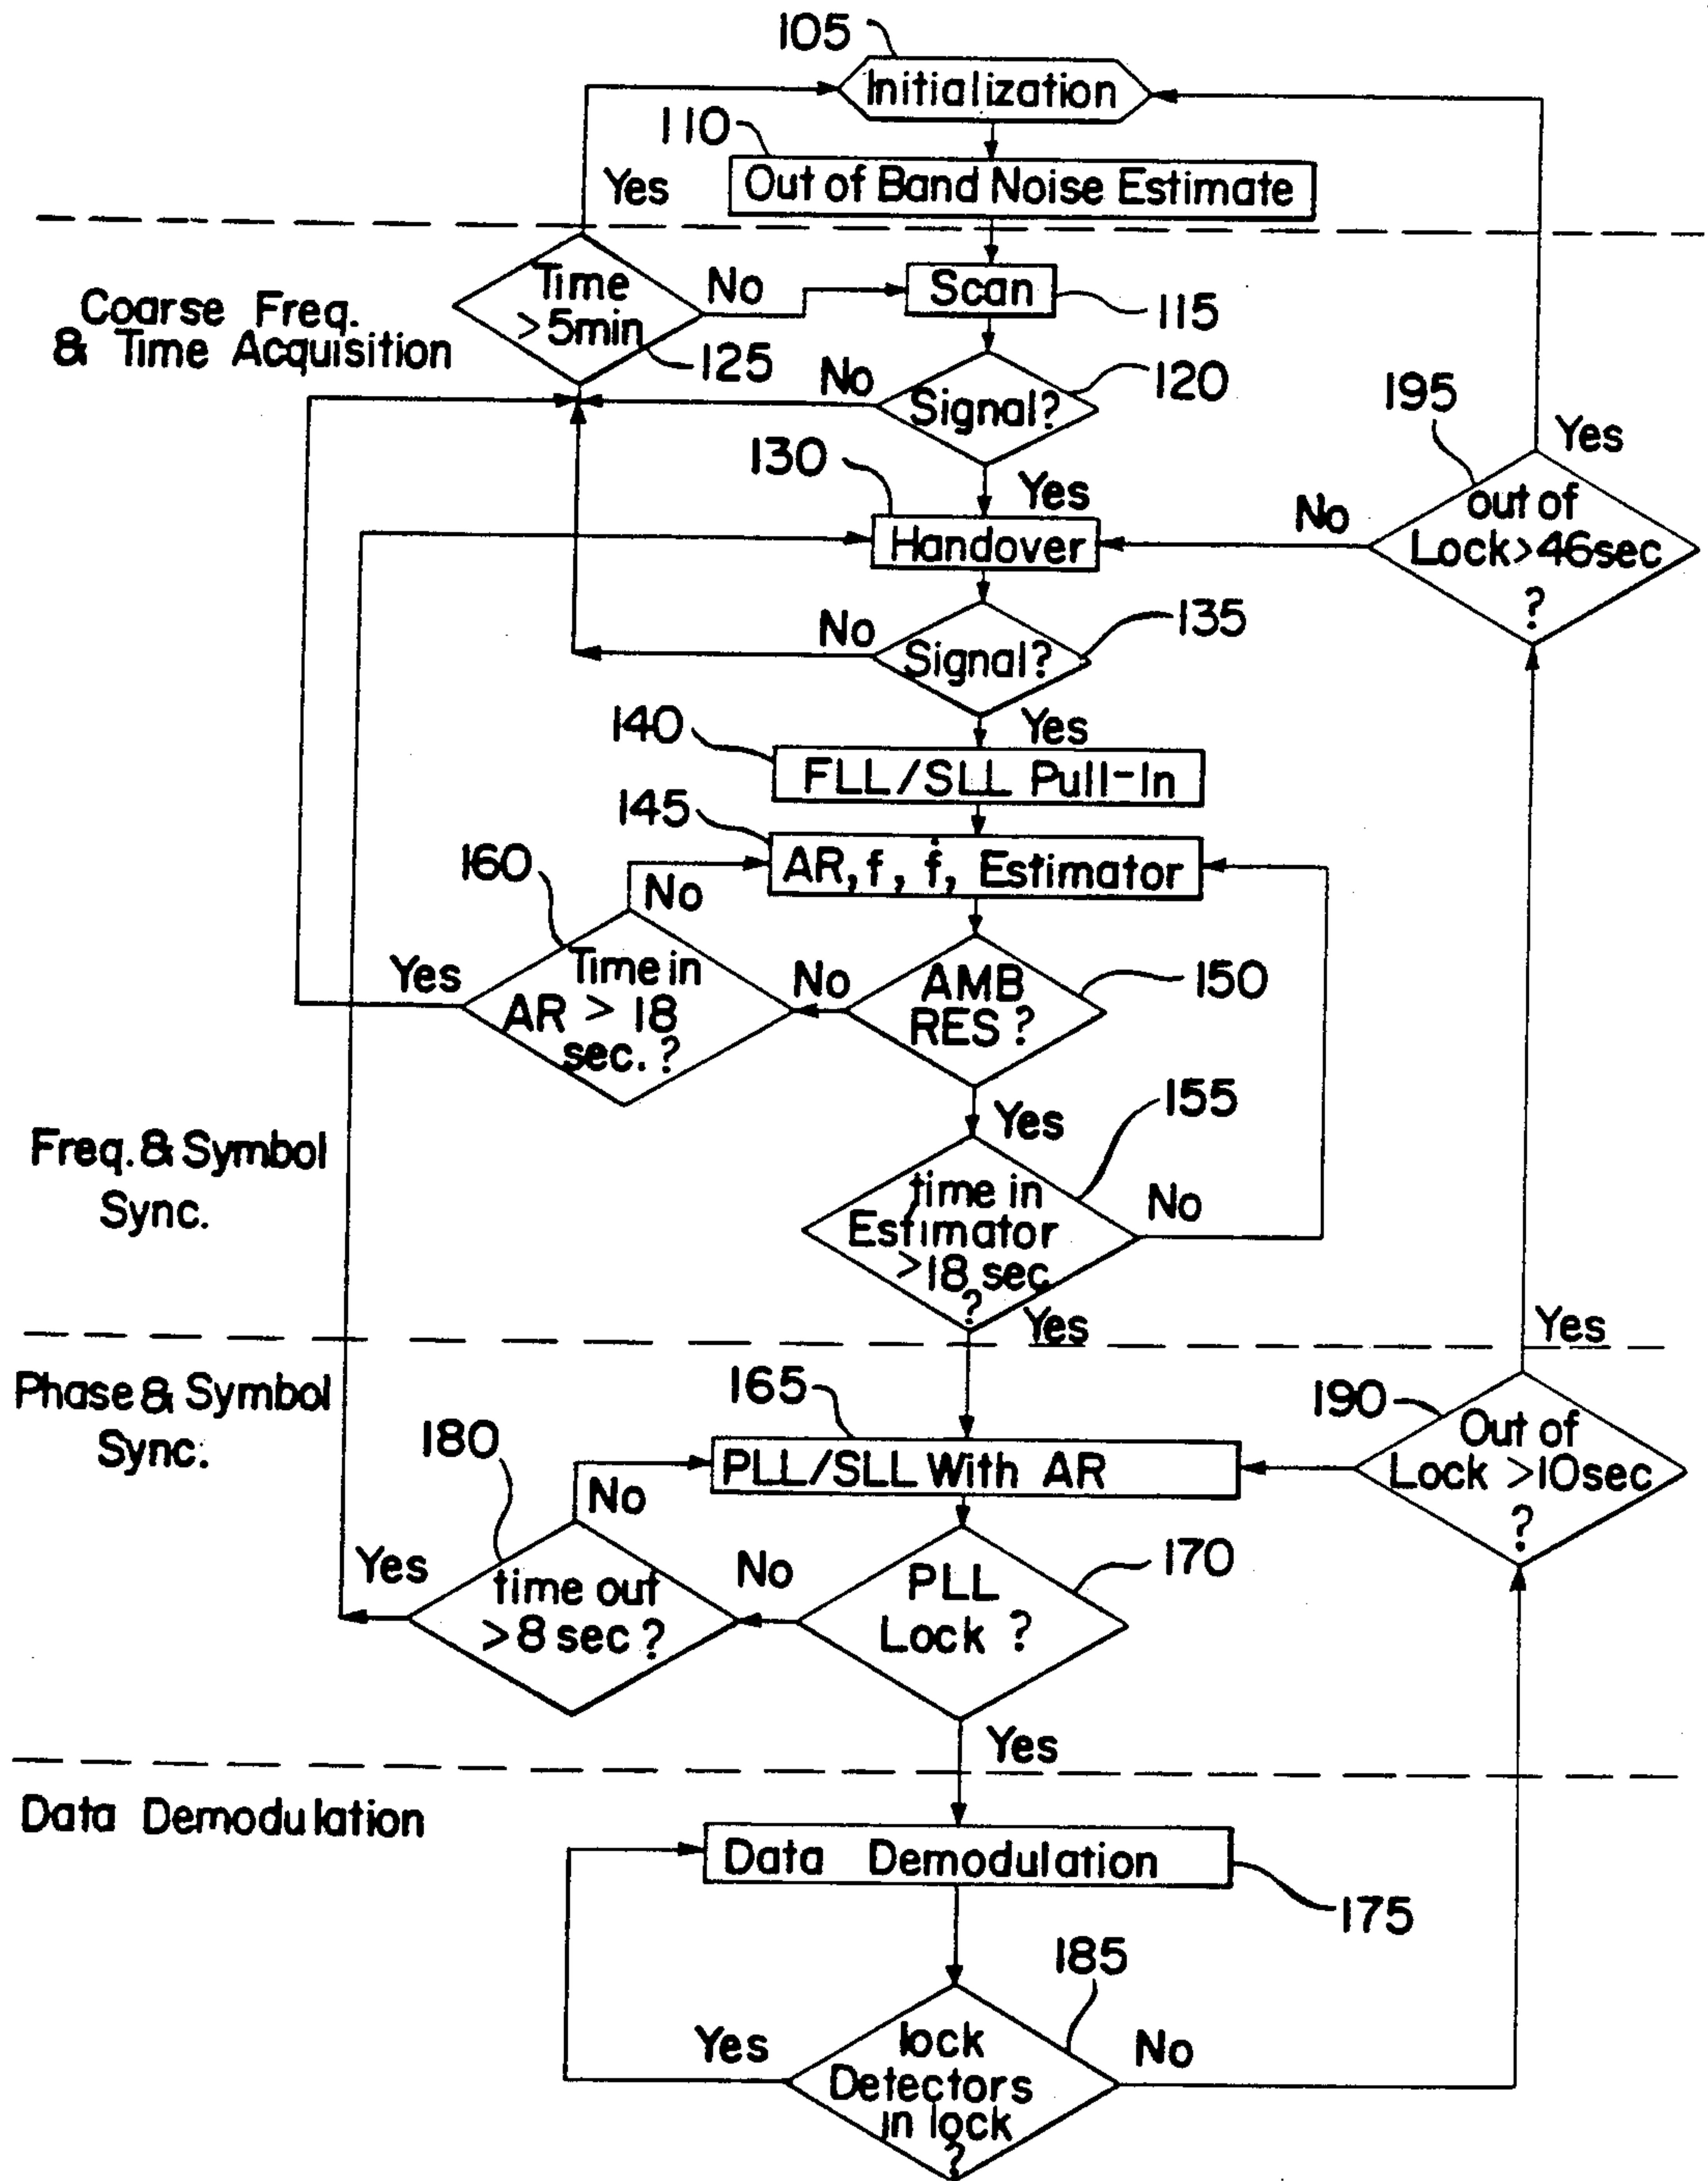 105
Initialization
110
Out of Band Noise Estimate
Yes
Time
>5min
No
Scan
115
Coarse Freq.
& Time Acquisition
125
No
120
Signal?
195
Yes
130
Yes
out of
Lock>46sec
?
No
Handover
No
135
Signal?
140
Yes
FLL/SLL Pull-In
145
AR, f, ḟ, Estimator
160
No
Time in
AR > 18
sec. ?
Yes
No
AMB
RES ?
150
155
Yes
Freq. & Symbol
Sync.
time in
Estimator
>18 sec
?
No
Yes
Yes
Phase & Symbol
Sync.
165
190
Out of
Lock >10sec
?
180
PLL/SLL With AR
No
Yes
time out
>8 sec ?
No
PLL
Lock ?
170
Yes
Data Demodulation
Data Demodulation
175
185
Yes
lock
Detectors
in lock
?
No